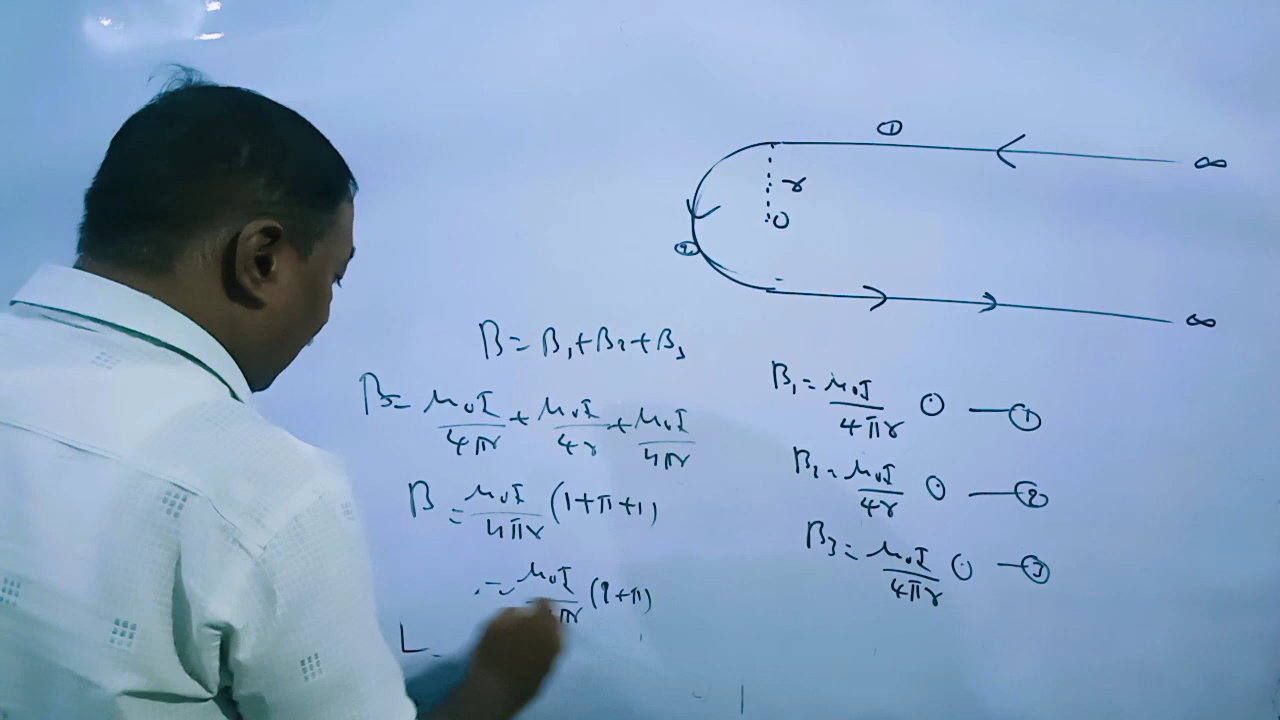 ①
∞
r
O
②
∞
B = B₁ + B₂ + B₃
B = μ₀I/4πr + μ₀I/4r + μ₀I/4πr
B = μ₀I/4πr (1+π+1)
= μ₀I/4πr (2+π)
B₁ = μ₀I/4πr ⵔ —①
B₂ = μ₀I/4r ⵔ —②
B₃ = μ₀I/4πr ⵔ —③